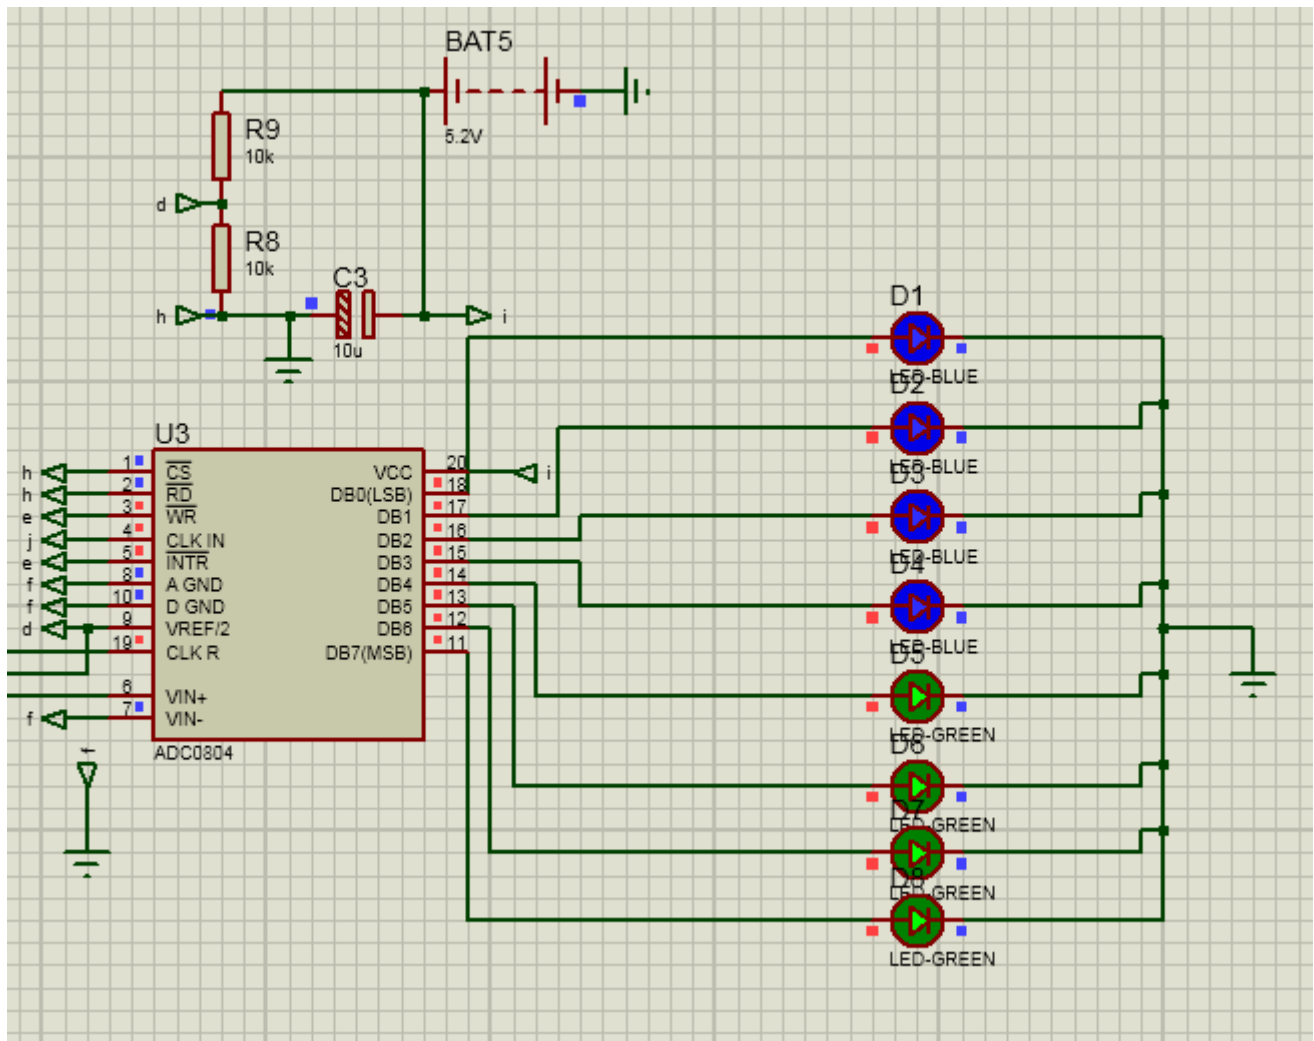 BAT5
5.2V
R9
10k
d
R8
10k
C3
10u
h
i
U3
h 1 CS
h 2 RD
e 3 WR
j 4 CLK IN
e 5 INTR
f 8 A GND
f 10 D GND
d 9 VREF/2
19 CLK R
6 VIN+
f 7 VIN-
VCC 20 i
DB0(LSB) 18
DB1 17
DB2 16
DB3 15
DB4 14
DB5 13
DB6 12
DB7(MSB) 11
ADC0804
f
D1
LED-BLUE
D2
LED-BLUE
D3
LED-BLUE
D4
LED-BLUE
D5
LED-GREEN
D6
LED-GREEN
D7
LED-GREEN
D8
LED-GREEN